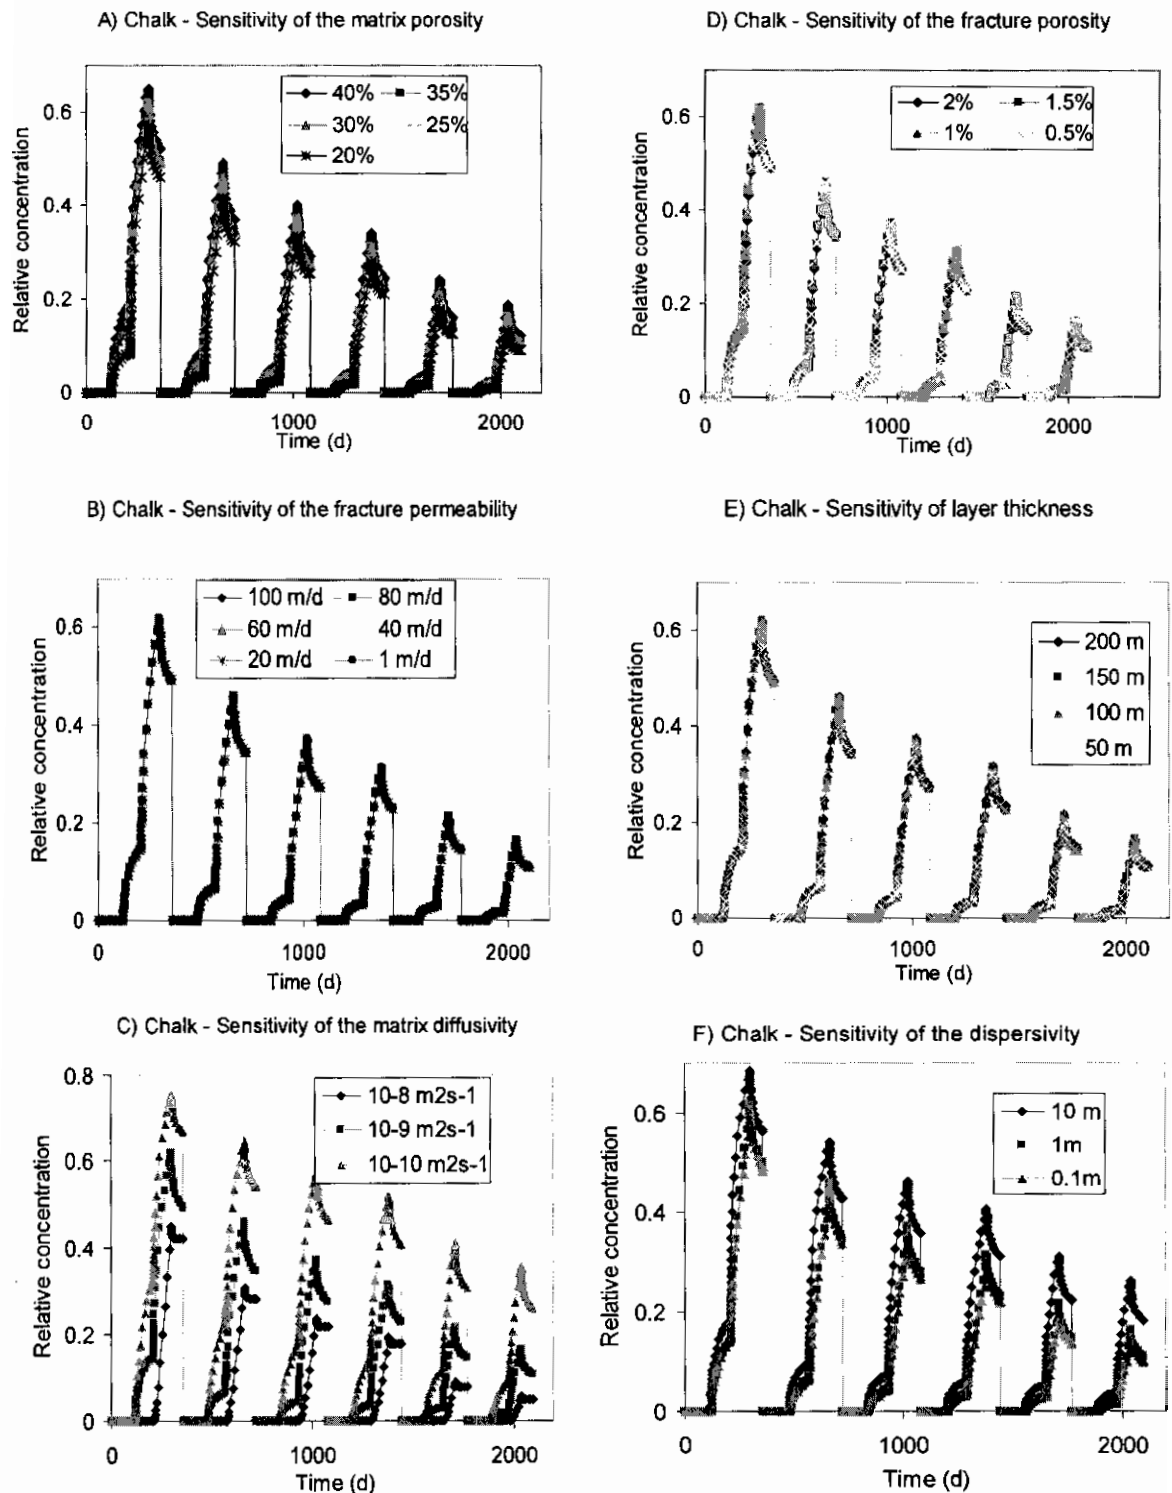 A) Chalk - Sensitivity of the matrix porosity
0.6
0.4
0.2
0
Relative concentration
40% 35%
30% 25%
20%
0 1000 2000
Time (d)
D) Chalk - Sensitivity of the fracture porosity
0.6
0.4
0.2
0
Relative concentration
2% 1.5%
1% 0.5%
0 1000 2000
Time (d)
B) Chalk - Sensitivity of the fracture permeability
0.6
0.4
0.2
0
Relative concentration
100 m/d 80 m/d
60 m/d 40 m/d
20 m/d 1 m/d
0 1000 2000
Time (d)
E) Chalk - Sensitivity of layer thickness
0.6
0.4
0.2
0
Relative concentration
200 m
150 m
100 m
50 m
0 1000 2000
Time (d)
C) Chalk - Sensitivity of the matrix diffusivity
0.8
0.6
0.4
0.2
0
Relative concentration
10-8 m2s-1
10-9 m2s-1
10-10 m2s-1
0 1000 2000
Time (d)
F) Chalk - Sensitivity of the dispersivity
0.6
0.4
0.2
0
Relative concentration
10 m
1m
0.1m
0 1000 2000
Time (d)